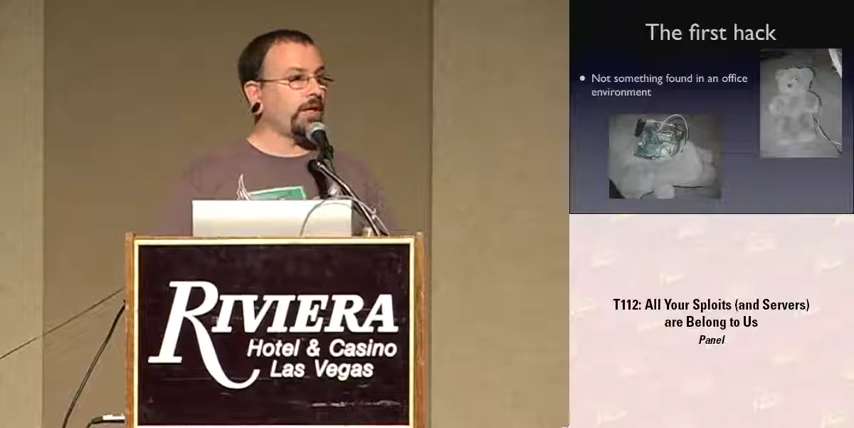 The first hack
• Not something found in an office
environment
RIVIERA
Hotel & Casino
Las Vegas
T112: All Your Sploits (and Servers)
are Belong to Us
Panel